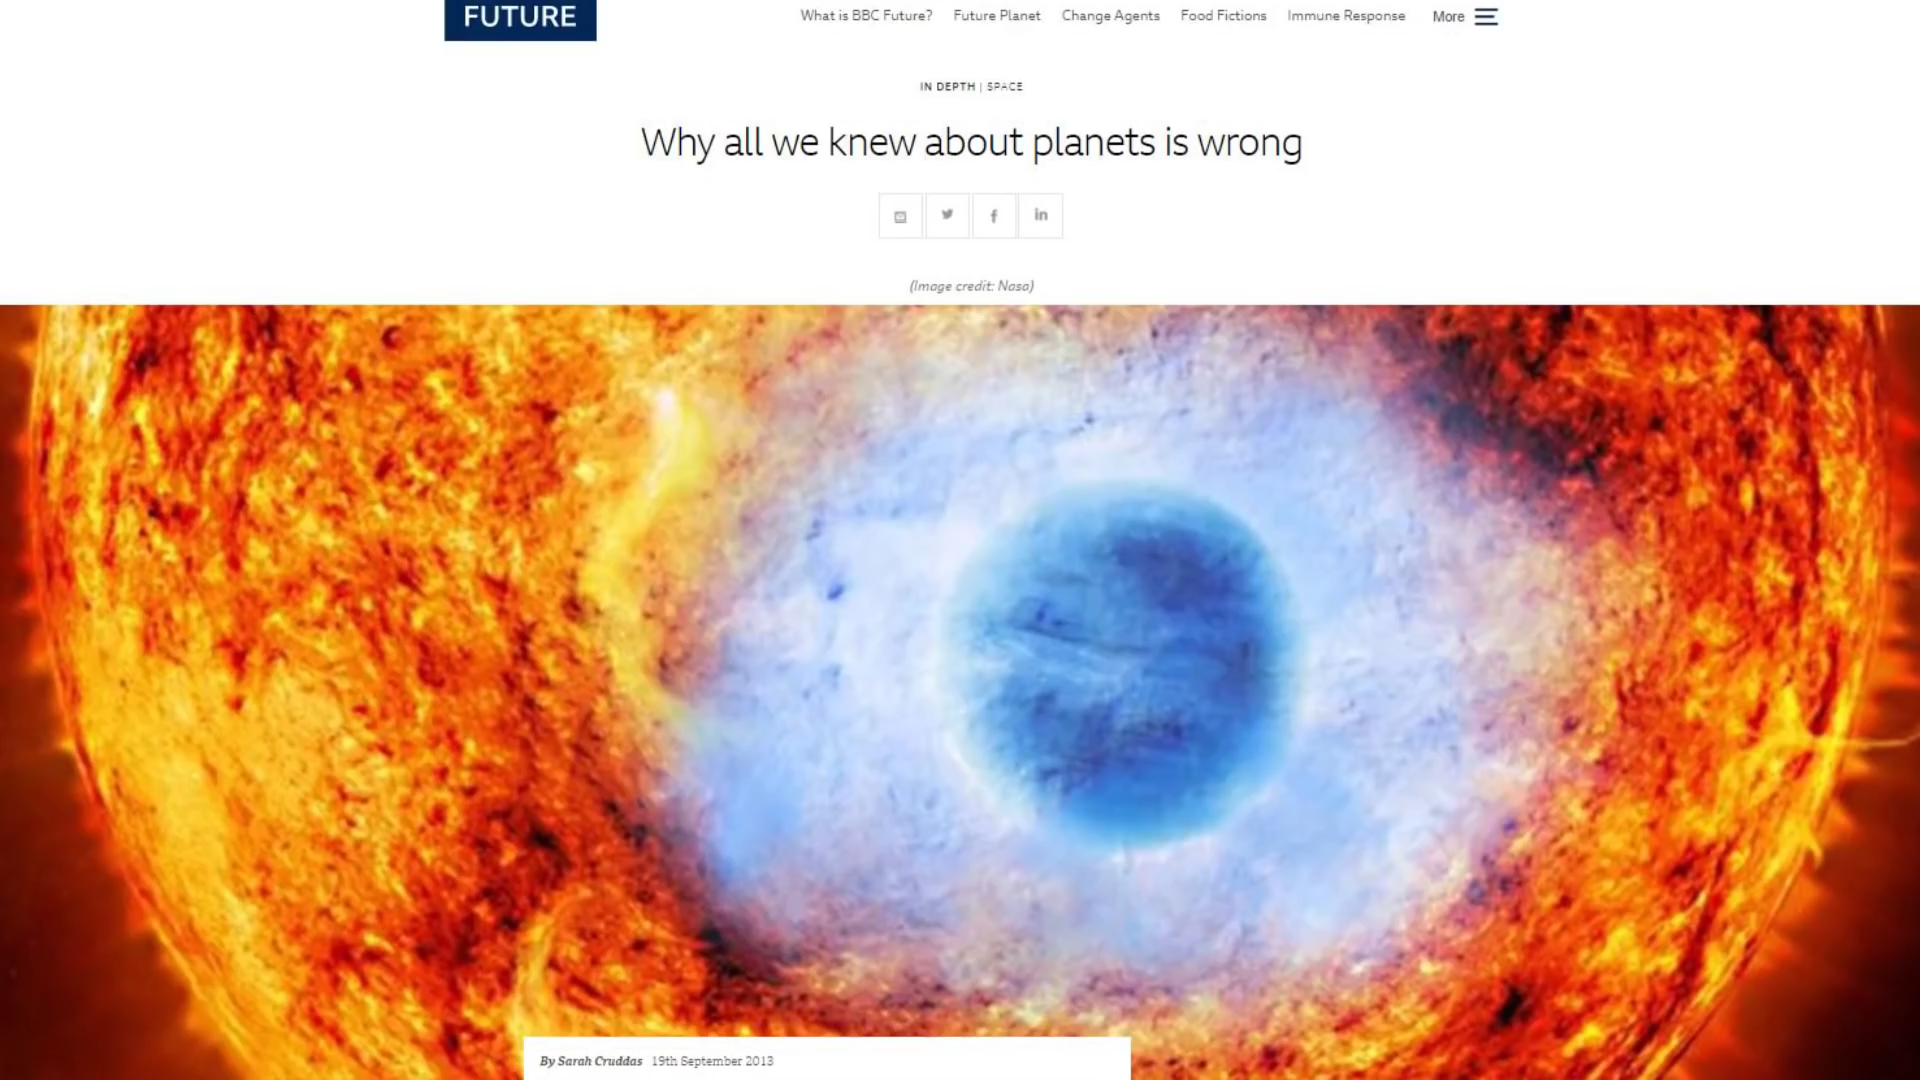 FUTURE
What is BBC Future? Future Planet Change Agents Food Fictions Immune Response More
IN DEPTH | SPACE
Why all we knew about planets is wrong
in
(Image credit: Nasa)
By Sarah Cruddas 19th September 2013